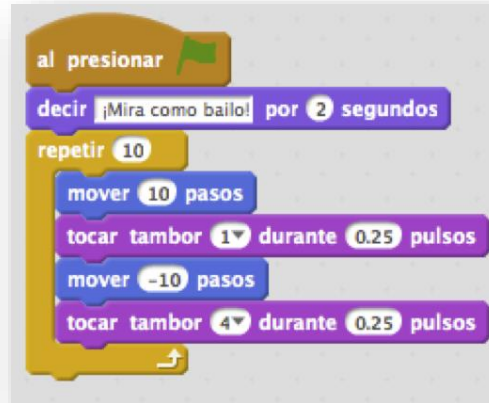 al presionar
decir ¡Mira como bailo! por 2 segundos
repetir 10
mover 10 pasos
tocar tambor 1 durante 0.25 pulsos
mover -10 pasos
tocar tambor 4 durante 0.25 pulsos